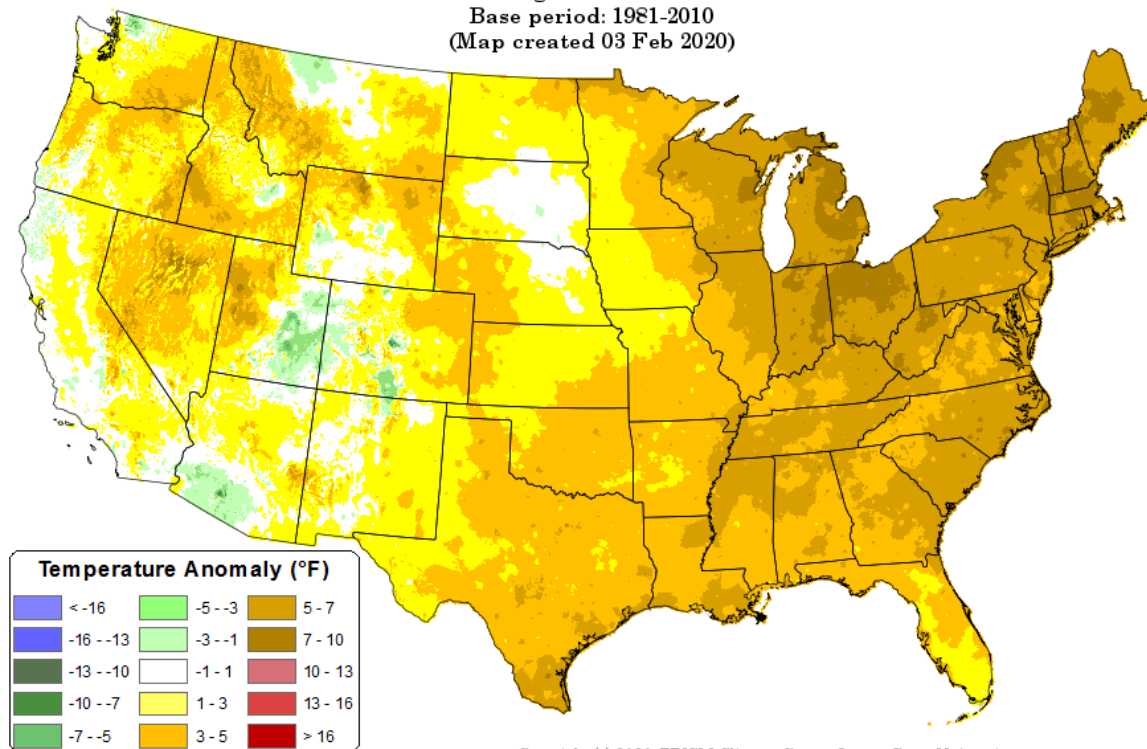 Base period: 1981-2010
(Map created 03 Feb 2020)
Temperature Anomaly (°F)
< -16
-5 - -3
5 - 7
-16 - -13
-3 - -1
7 - 10
-13 - -10
-1 - 1
10 - 13
-10 - -7
1 - 3
13 - 16
-7 - -5
3 - 5
> 16